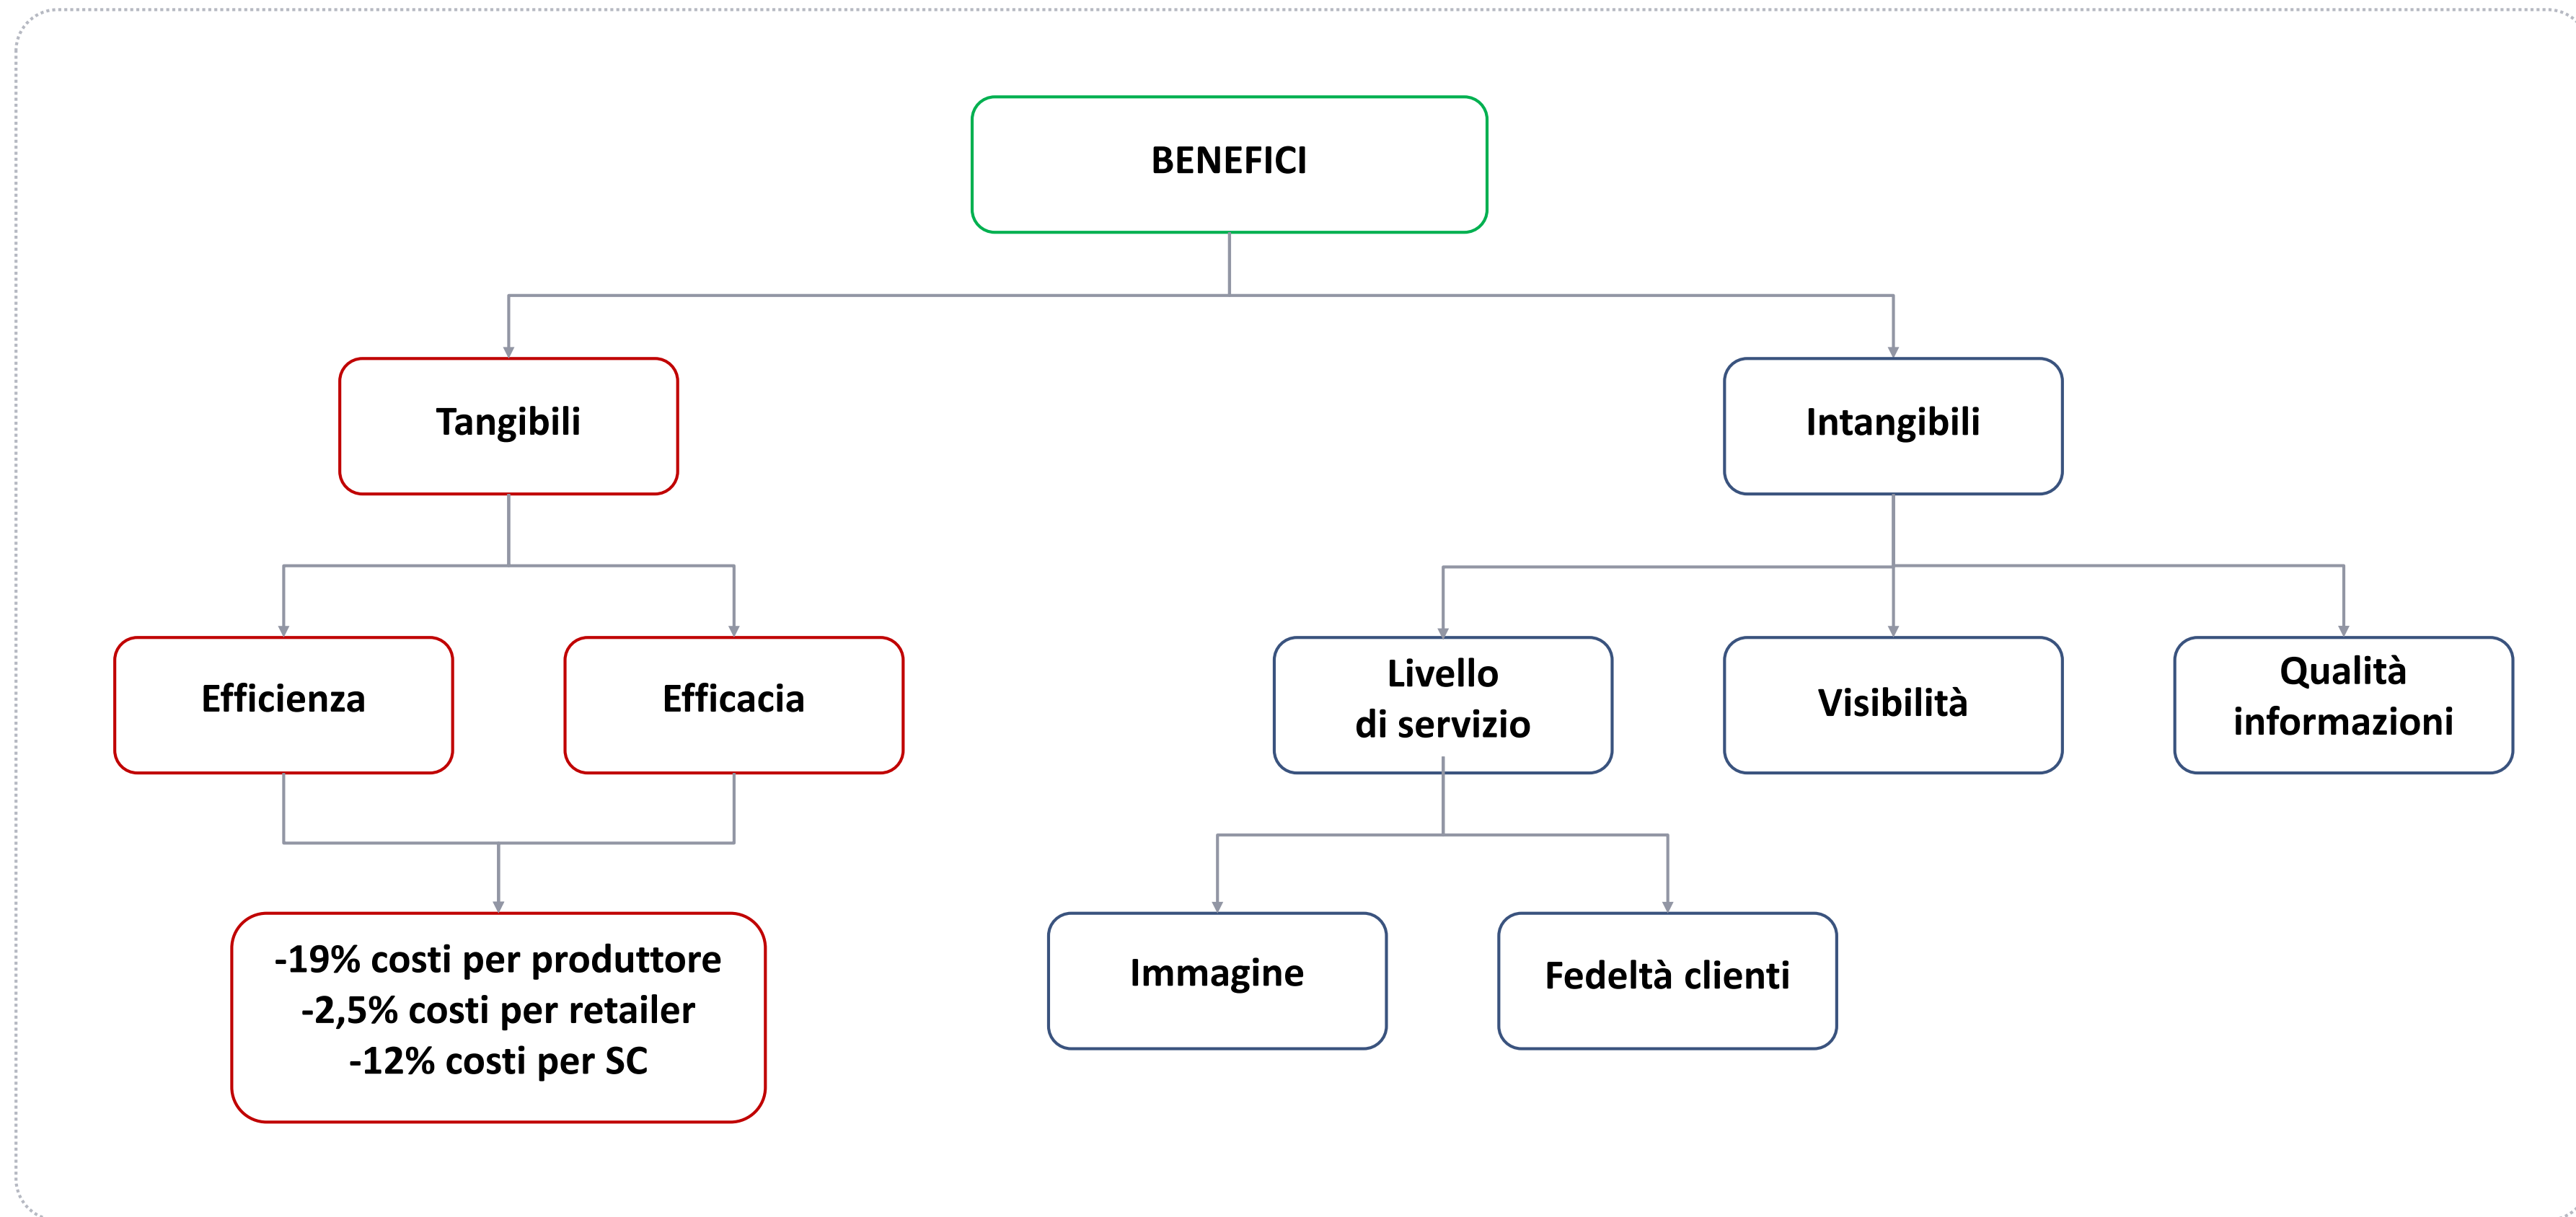 BENEFICI
Tangibili
Intangibili
Efficienza
Efficacia
Livello
di servizio
Visibilità
Qualità
informazioni
-19% costi per produttore
-2,5% costi per retailer
-12% costi per SC
Immagine
Fedeltà clienti